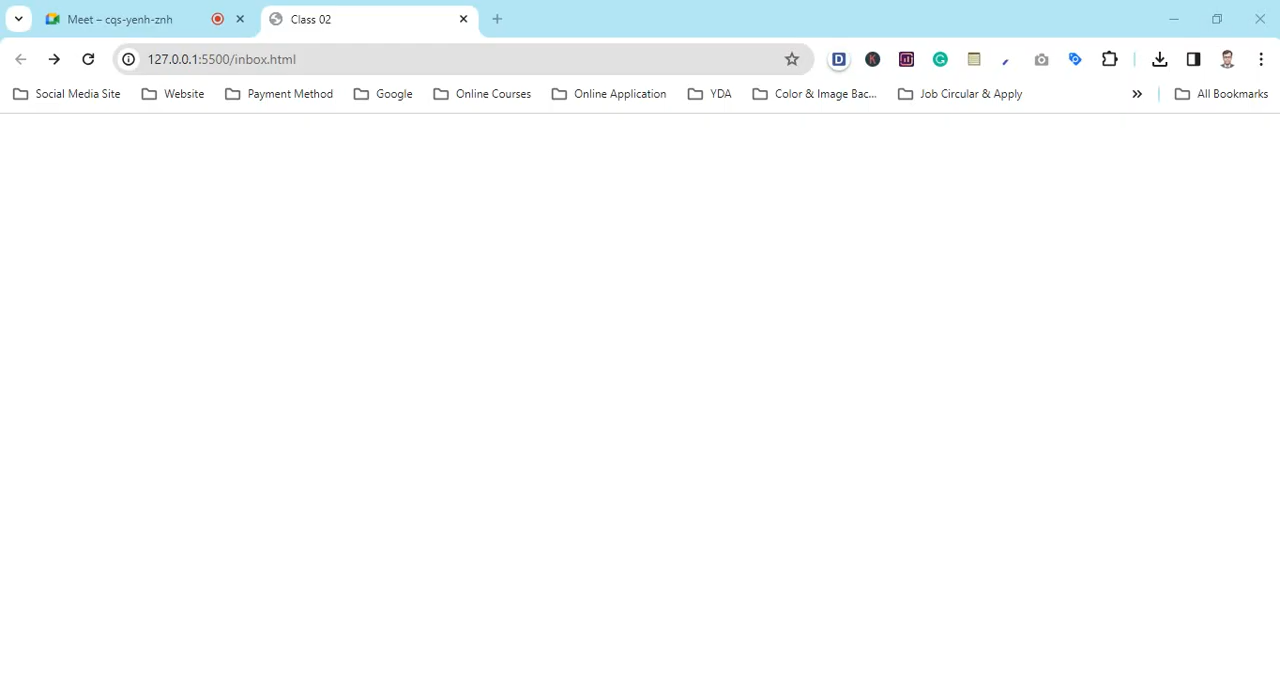 Meet – cqs-yenh-znh
Class 02
127.0.0.1:5500/inbox.html
Social Media Site
Website
Payment Method
Google
Online Courses
Online Application
YDA
Color & Image Bac...
Job Circular & Apply
All Bookmarks